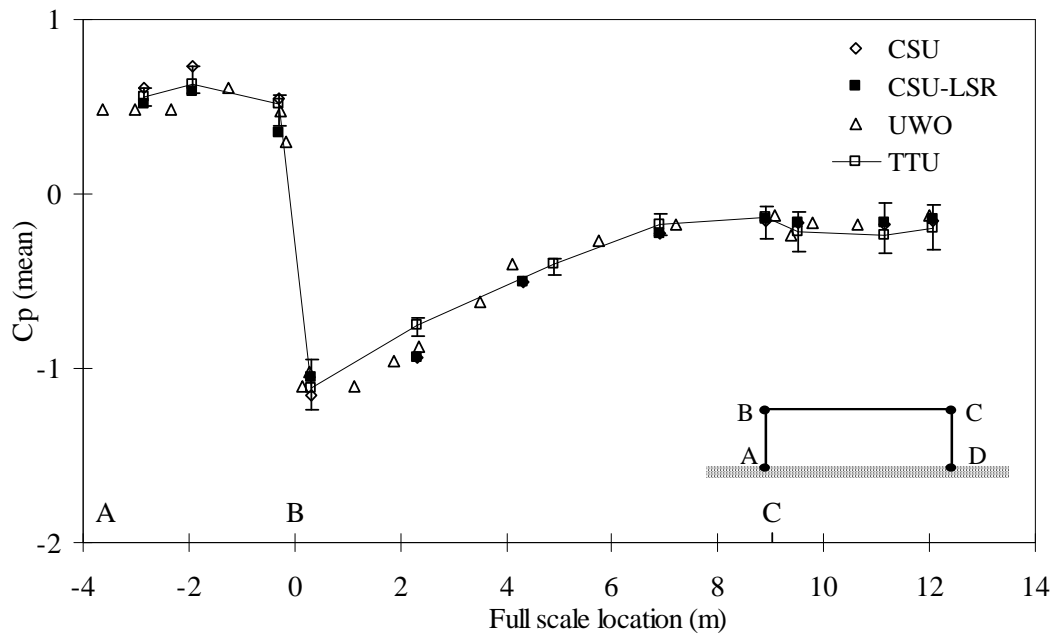 1
0
-1
-2
Cp (mean)
CSU
CSU-LSR
UWO
TTU
B C
A D
A B C
-4 -2 0 2 4 6 8 10 12 14
Full scale location (m)